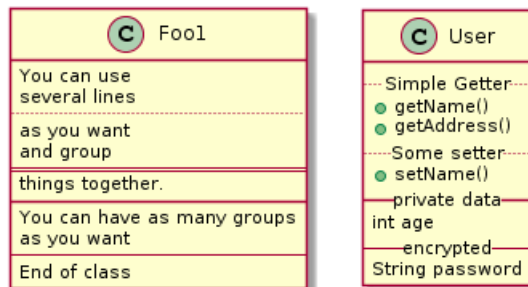 C Foo1
You can use
several lines
as you want
and group
things together.
You can have as many groups
as you want
End of class
C User
Simple Getter
getName()
getAddress()
Some setter
setName()
private data
int age
encrypted
String password